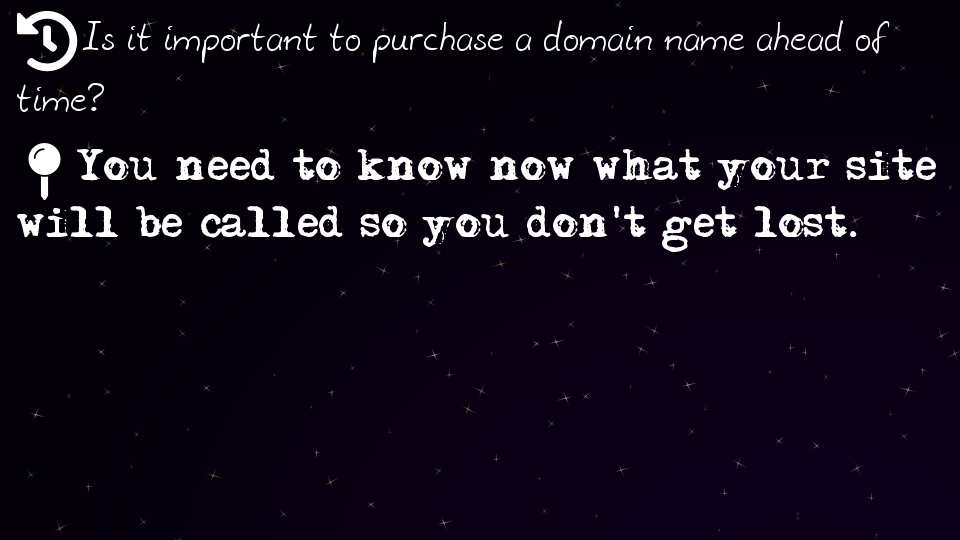 Is it important to purchase a domain name ahead of
time?
You need to know now what your site
will be called so you don't get lost.